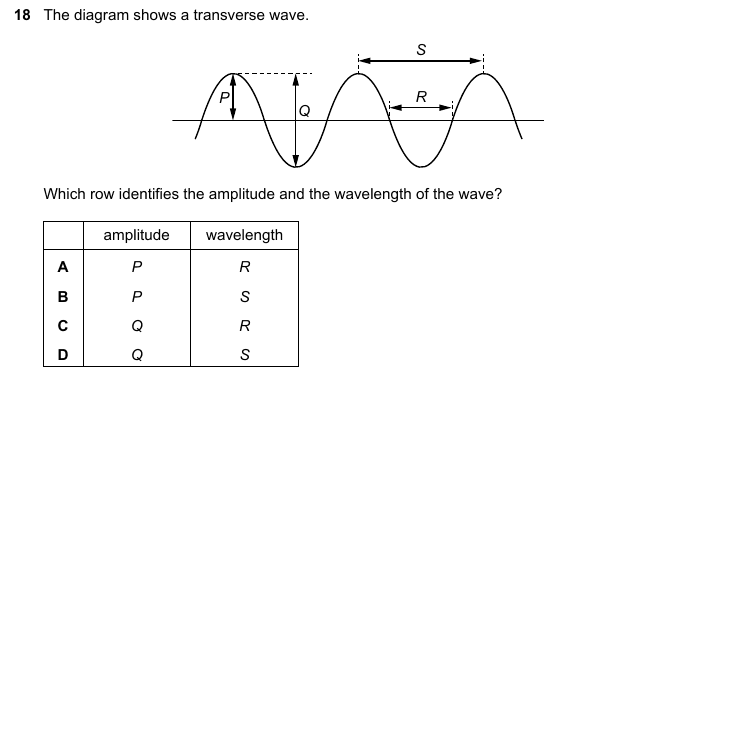 18 The diagram shows a transverse wave.
S
P
Q
R
Which row identifies the amplitude and the wavelength of the wave?
amplitude wavelength
A P R
B P S
C Q R
D Q S